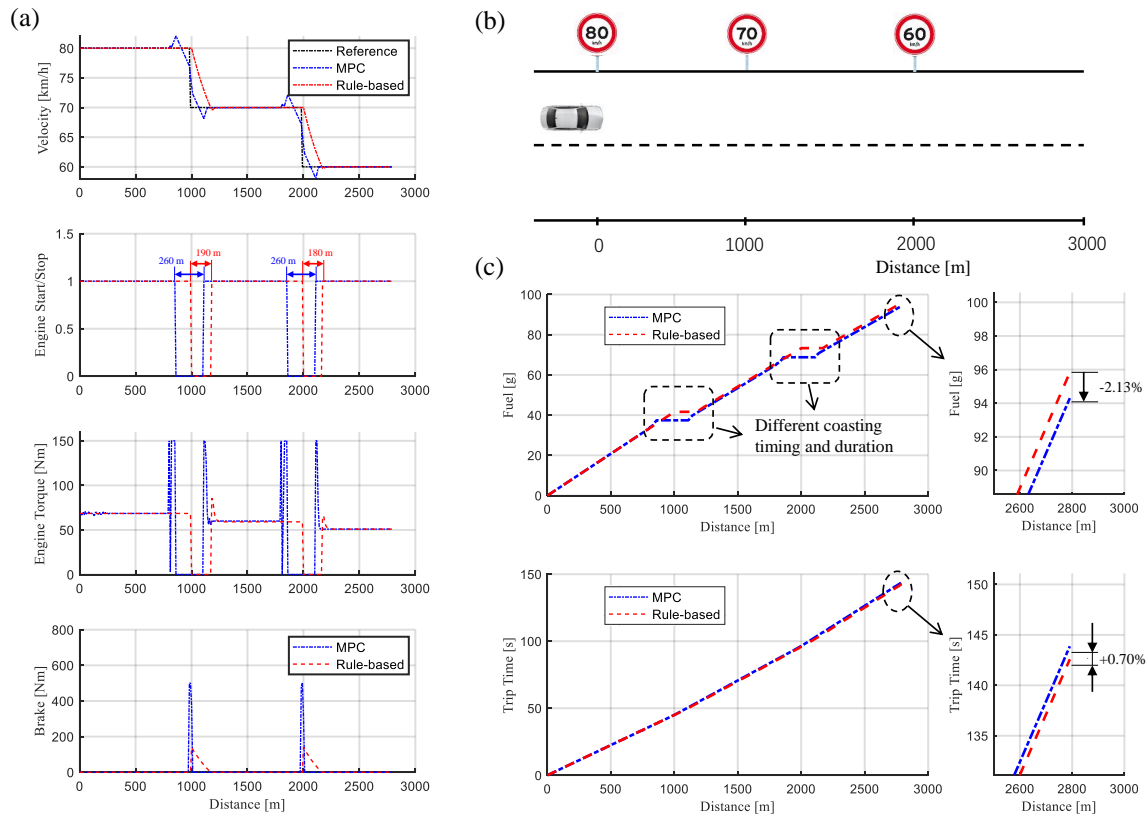 (a)
80
75
70
65
60
Velocity [km/h]
Reference
MPC
Rule-based
0 500 1000 1500 2000 2500 3000
1.5
1
0.5
0
Engine Start/Stop
260 m
190 m
260 m
180 m
0 500 1000 1500 2000 2500 3000
150
100
50
0
Engine Torque [Nm]
0 500 1000 1500 2000 2500 3000
800
600
400
200
0
Brake [Nm]
MPC
Rule-based
0 500 1000 1500 2000 2500 3000
Distance [m]
(b)
80
km/h
70
km/h
60
km/h
0 1000 2000 3000
Distance [m]
(c)
100
80
60
40
20
0
Fuel [g]
MPC
Rule-based
Different coasting
timing and duration
0 500 1000 1500 2000 2500 3000
Distance [m]
100
98
96
94
92
90
Fuel [g]
-2.13%
2600 2800 3000
Distance [m]
150
100
50
0
Trip Time [s]
MPC
Rule-based
0 500 1000 1500 2000 2500 3000
Distance [m]
150
145
140
135
Trip Time [s]
+0.70%
2600 2800 3000
Distance [m]